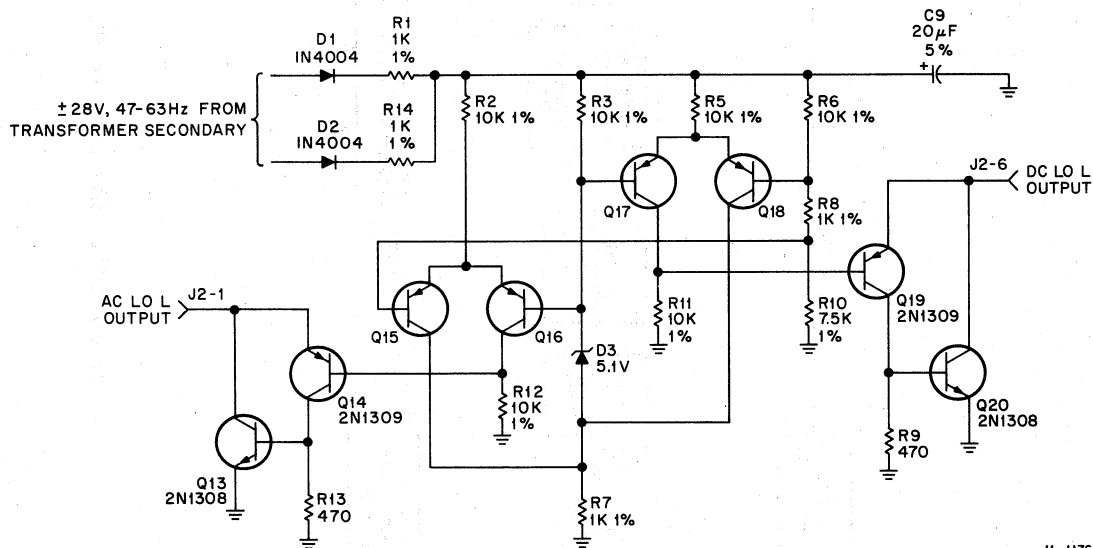 D1
IN4004
R1
1K
1%
± 28V, 47-63Hz FROM
TRANSFORMER SECONDARY
D2
IN4004
R14
1K
1%
R2
10K 1%
R3
10K 1%
R5
10K 1%
R6
10K 1%
C9
20µF
5%
+
Q17
Q18
R8
1K 1%
J2-6
DC LO L
OUTPUT
AC LO L
OUTPUT
J2-1
Q15
Q16
D3
5.1V
R11
10K
1%
R10
7.5K
1%
Q19
2N1309
Q14
2N1309
R12
10K
1%
Q20
2N1308
Q13
2N1308
R13
470
R7
1K 1%
R9
470